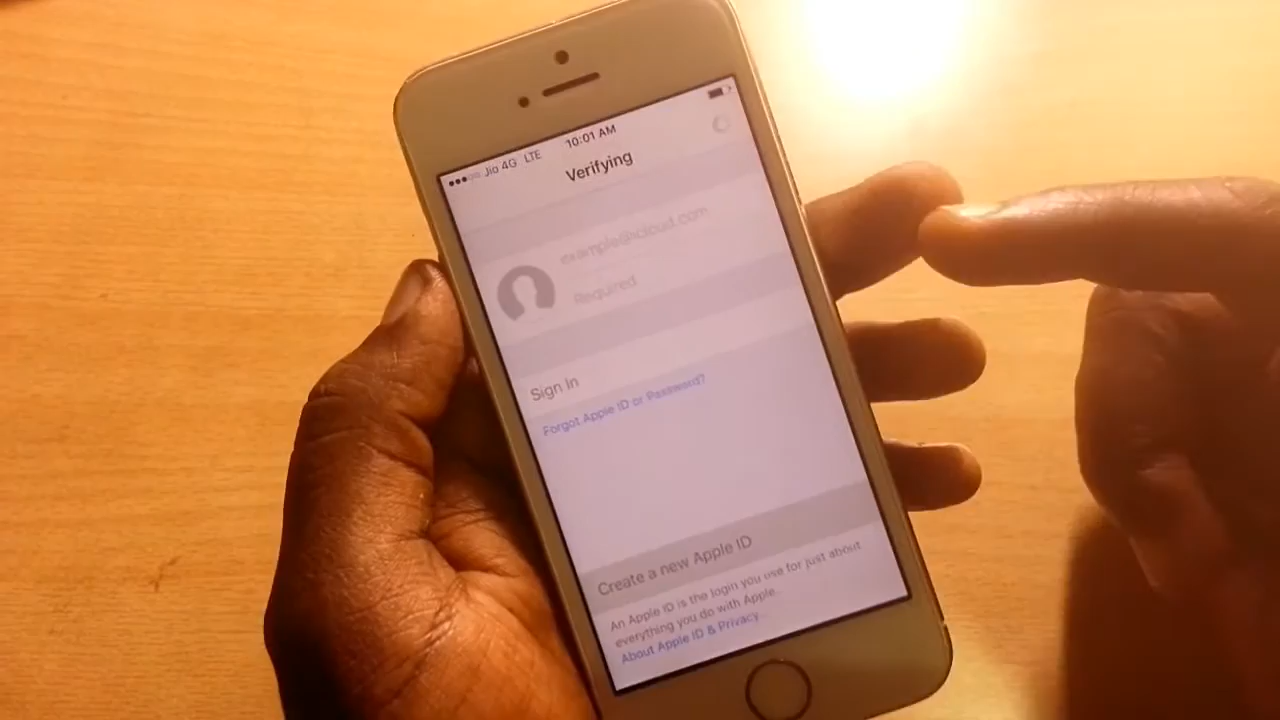 Jio 4G LTE 10:01 AM
Verifying
example@icloud.com
Required
Sign In
Forgot Apple ID or Password?
Create a new Apple ID
An Apple ID is the login you use for just about
everything you do with Apple.
About Apple ID & Privacy...